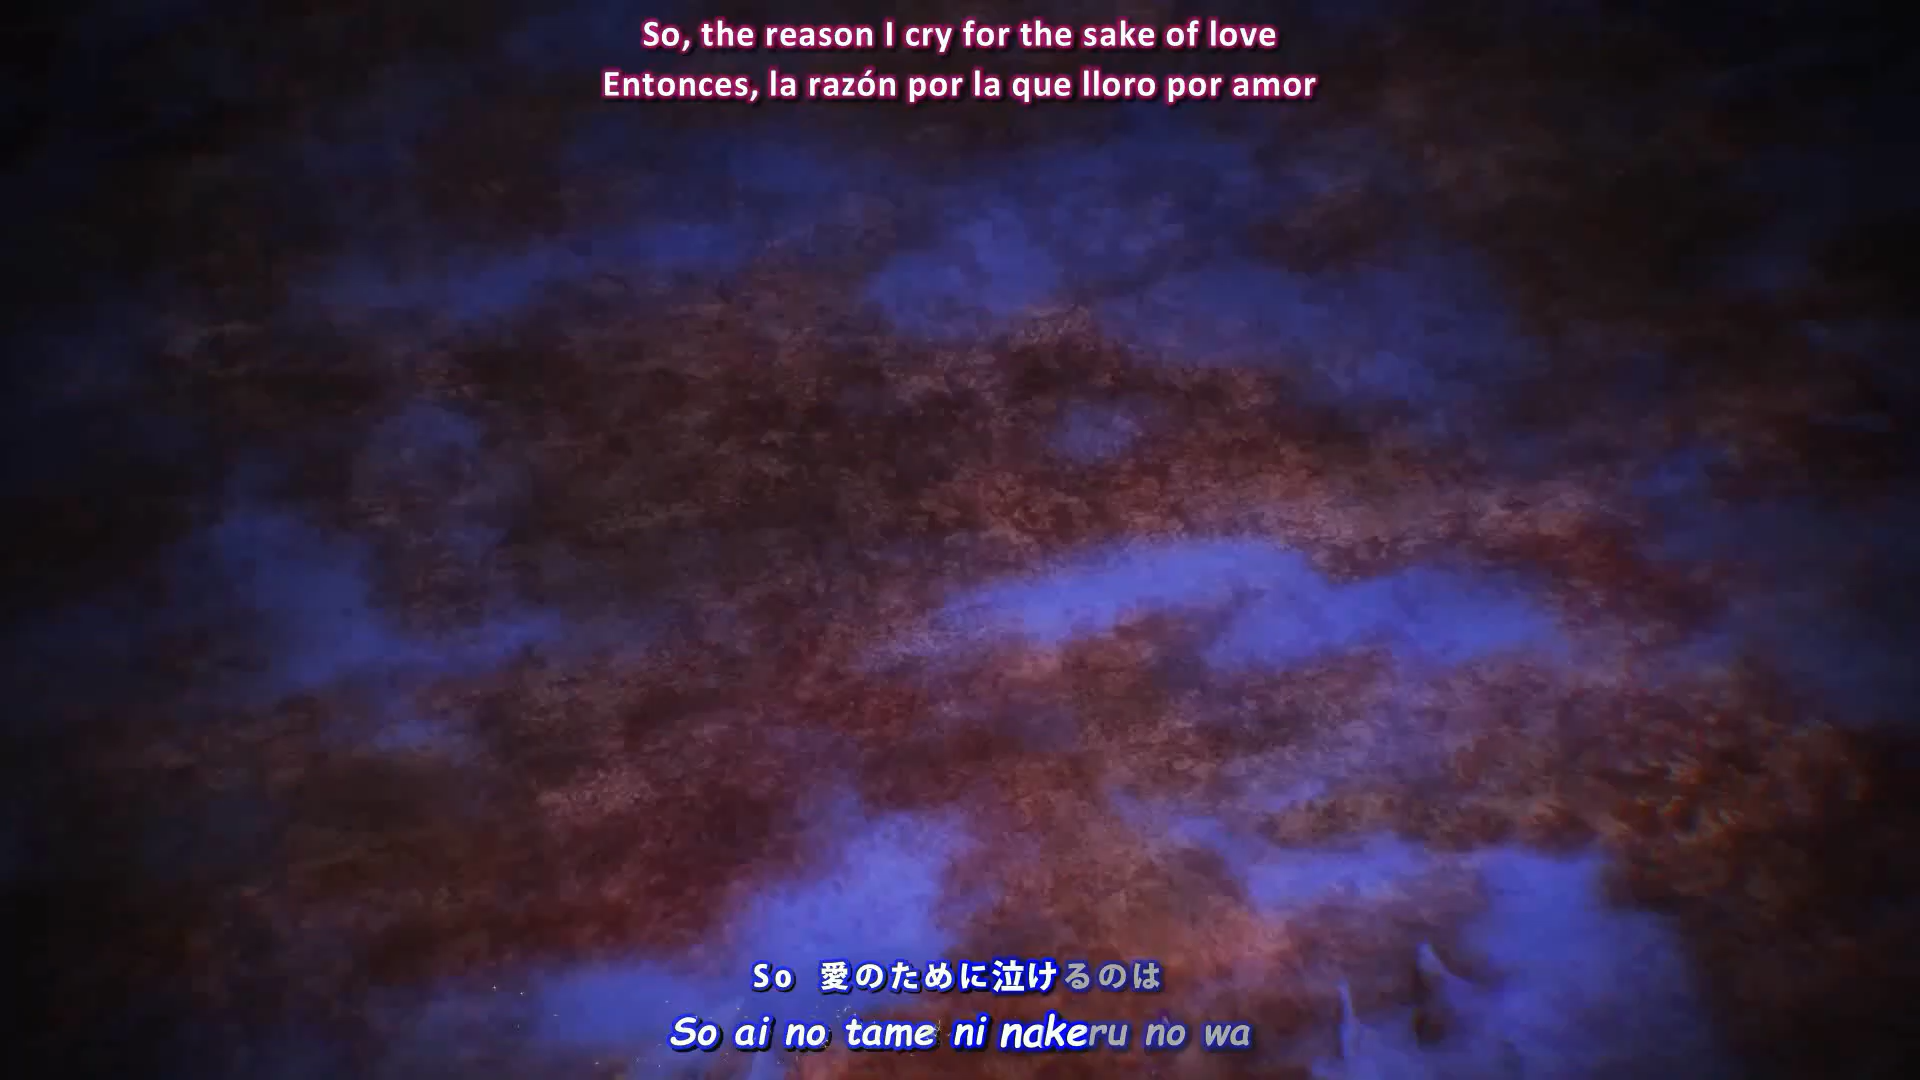 So, the reason I cry for the sake of love
Entonces, la razón por la que lloro por amor
So 愛のために泣けるのは
So ai no tame ni nakeru no wa